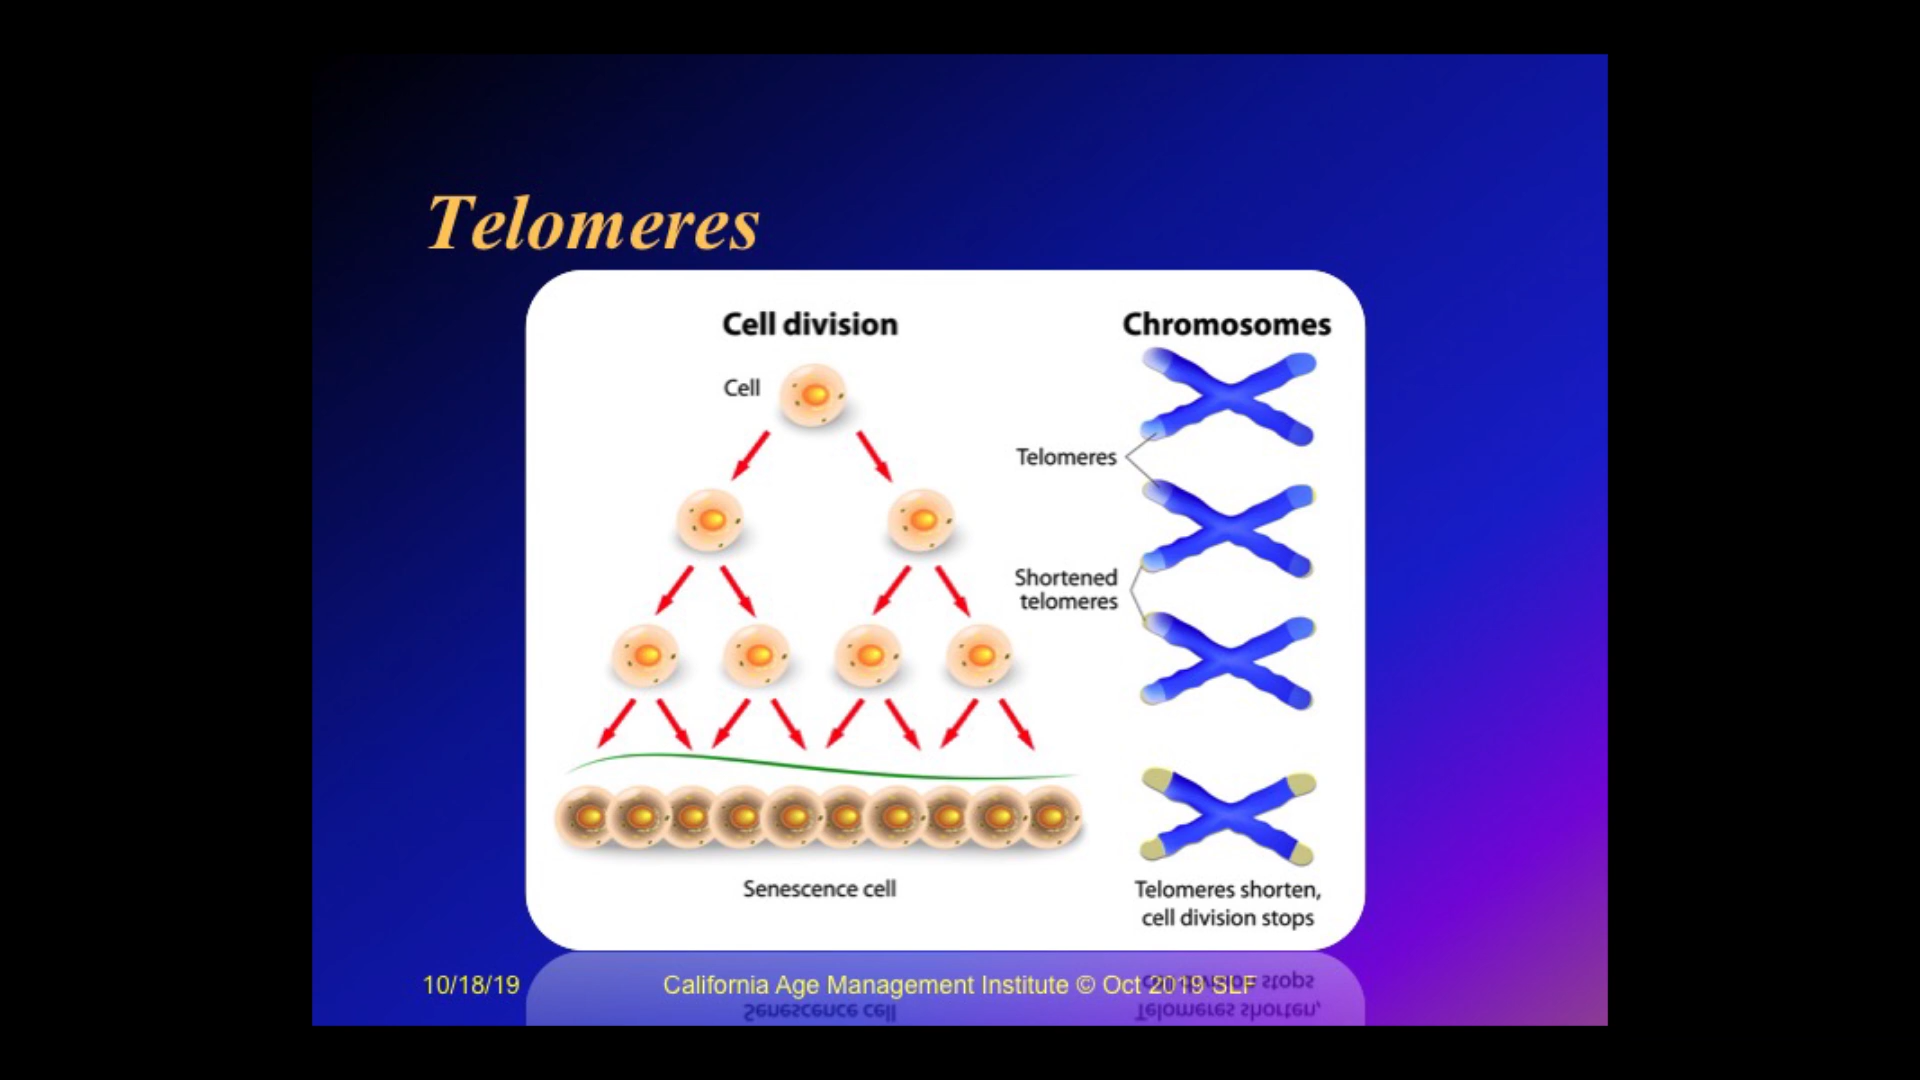 Telomeres
Cell division
Chromosomes
Cell
Telomeres
Shortened
telomeres
Senescence cell
Telomeres shorten,
cell division stops
10/18/19
California Age Management Institute © Oct 2019 SLF